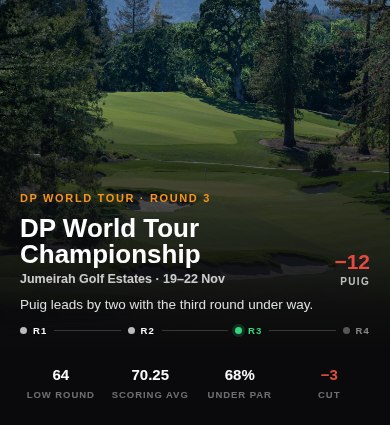 DP WORLD TOUR · ROUND 3
DP World Tour
Championship
−12
Jumeirah Golf Estates · 19–22 Nov
PUIG
Puig leads by two with the third round under way.
R1 R2 R3 R4
64 70.25 68% −3
LOW ROUND SCORING AVG UNDER PAR CUT